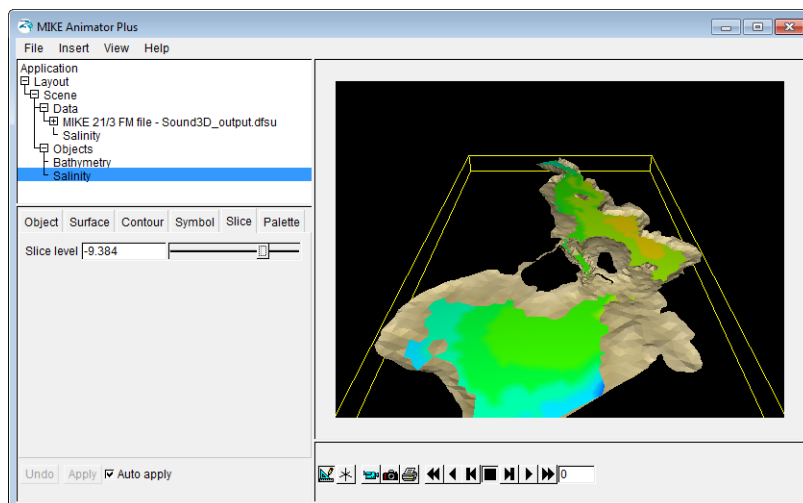 MIKE Animator Plus
File Insert View Help
Application
Layout
Scene
Data
MIKE 21/3 FM file - Sound3D_output.dfsu
Salinity
Objects
Bathymetry
Salinity
Object Surface Contour Symbol Slice Palette
Slice level -9.384
Undo Apply Auto apply
0